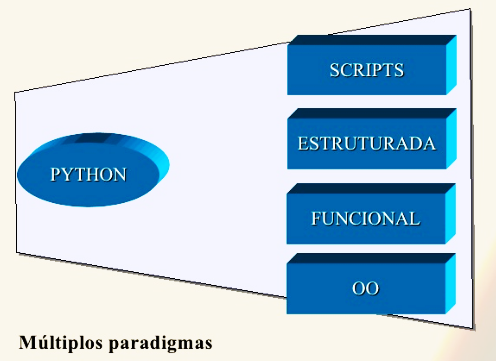 SCRIPTS
ESTRUTURADA
PYTHON
FUNCIONAL
OO
Múltiplos paradigmas